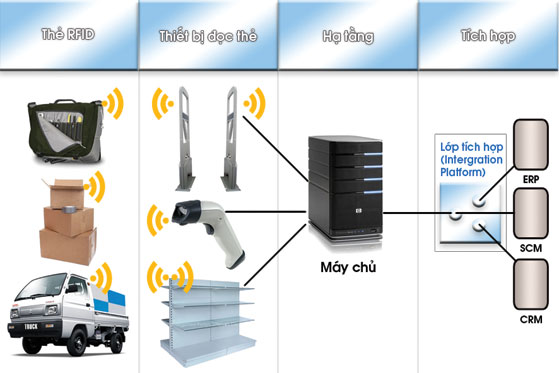 Thẻ RFID
Thiết bị đọc thẻ
Hạ tầng
Tích hợp
TRUCK
Máy chủ
Lớp tích hợp
(Intergration
Platform)
ERP
SCM
CRM